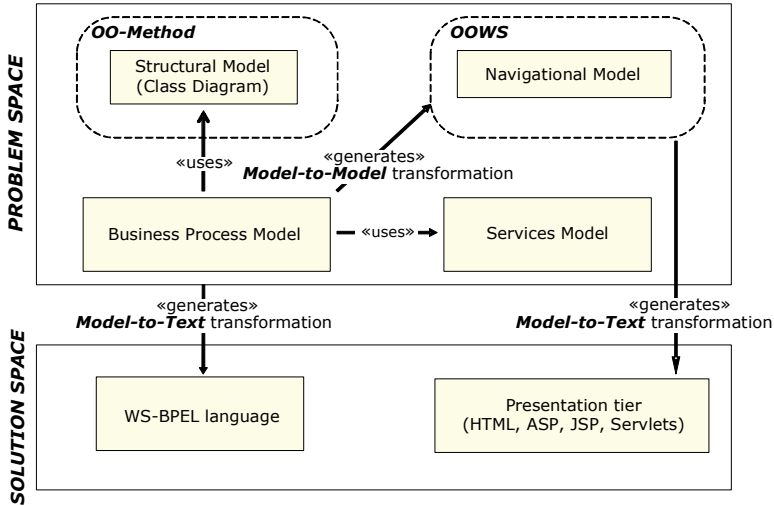 OO-Method
OOWS
Structural Model
(Class Diagram)
Navigational Model
PROBLEM SPACE
«uses»
«generates»
Model-to-Model transformation
Business Process Model
«uses»
Services Model
«generates»
Model-to-Text transformation
«generates»
Model-to-Text transformation
SOLUTION SPACE
WS-BPEL language
Presentation tier
(HTML, ASP, JSP, Servlets)